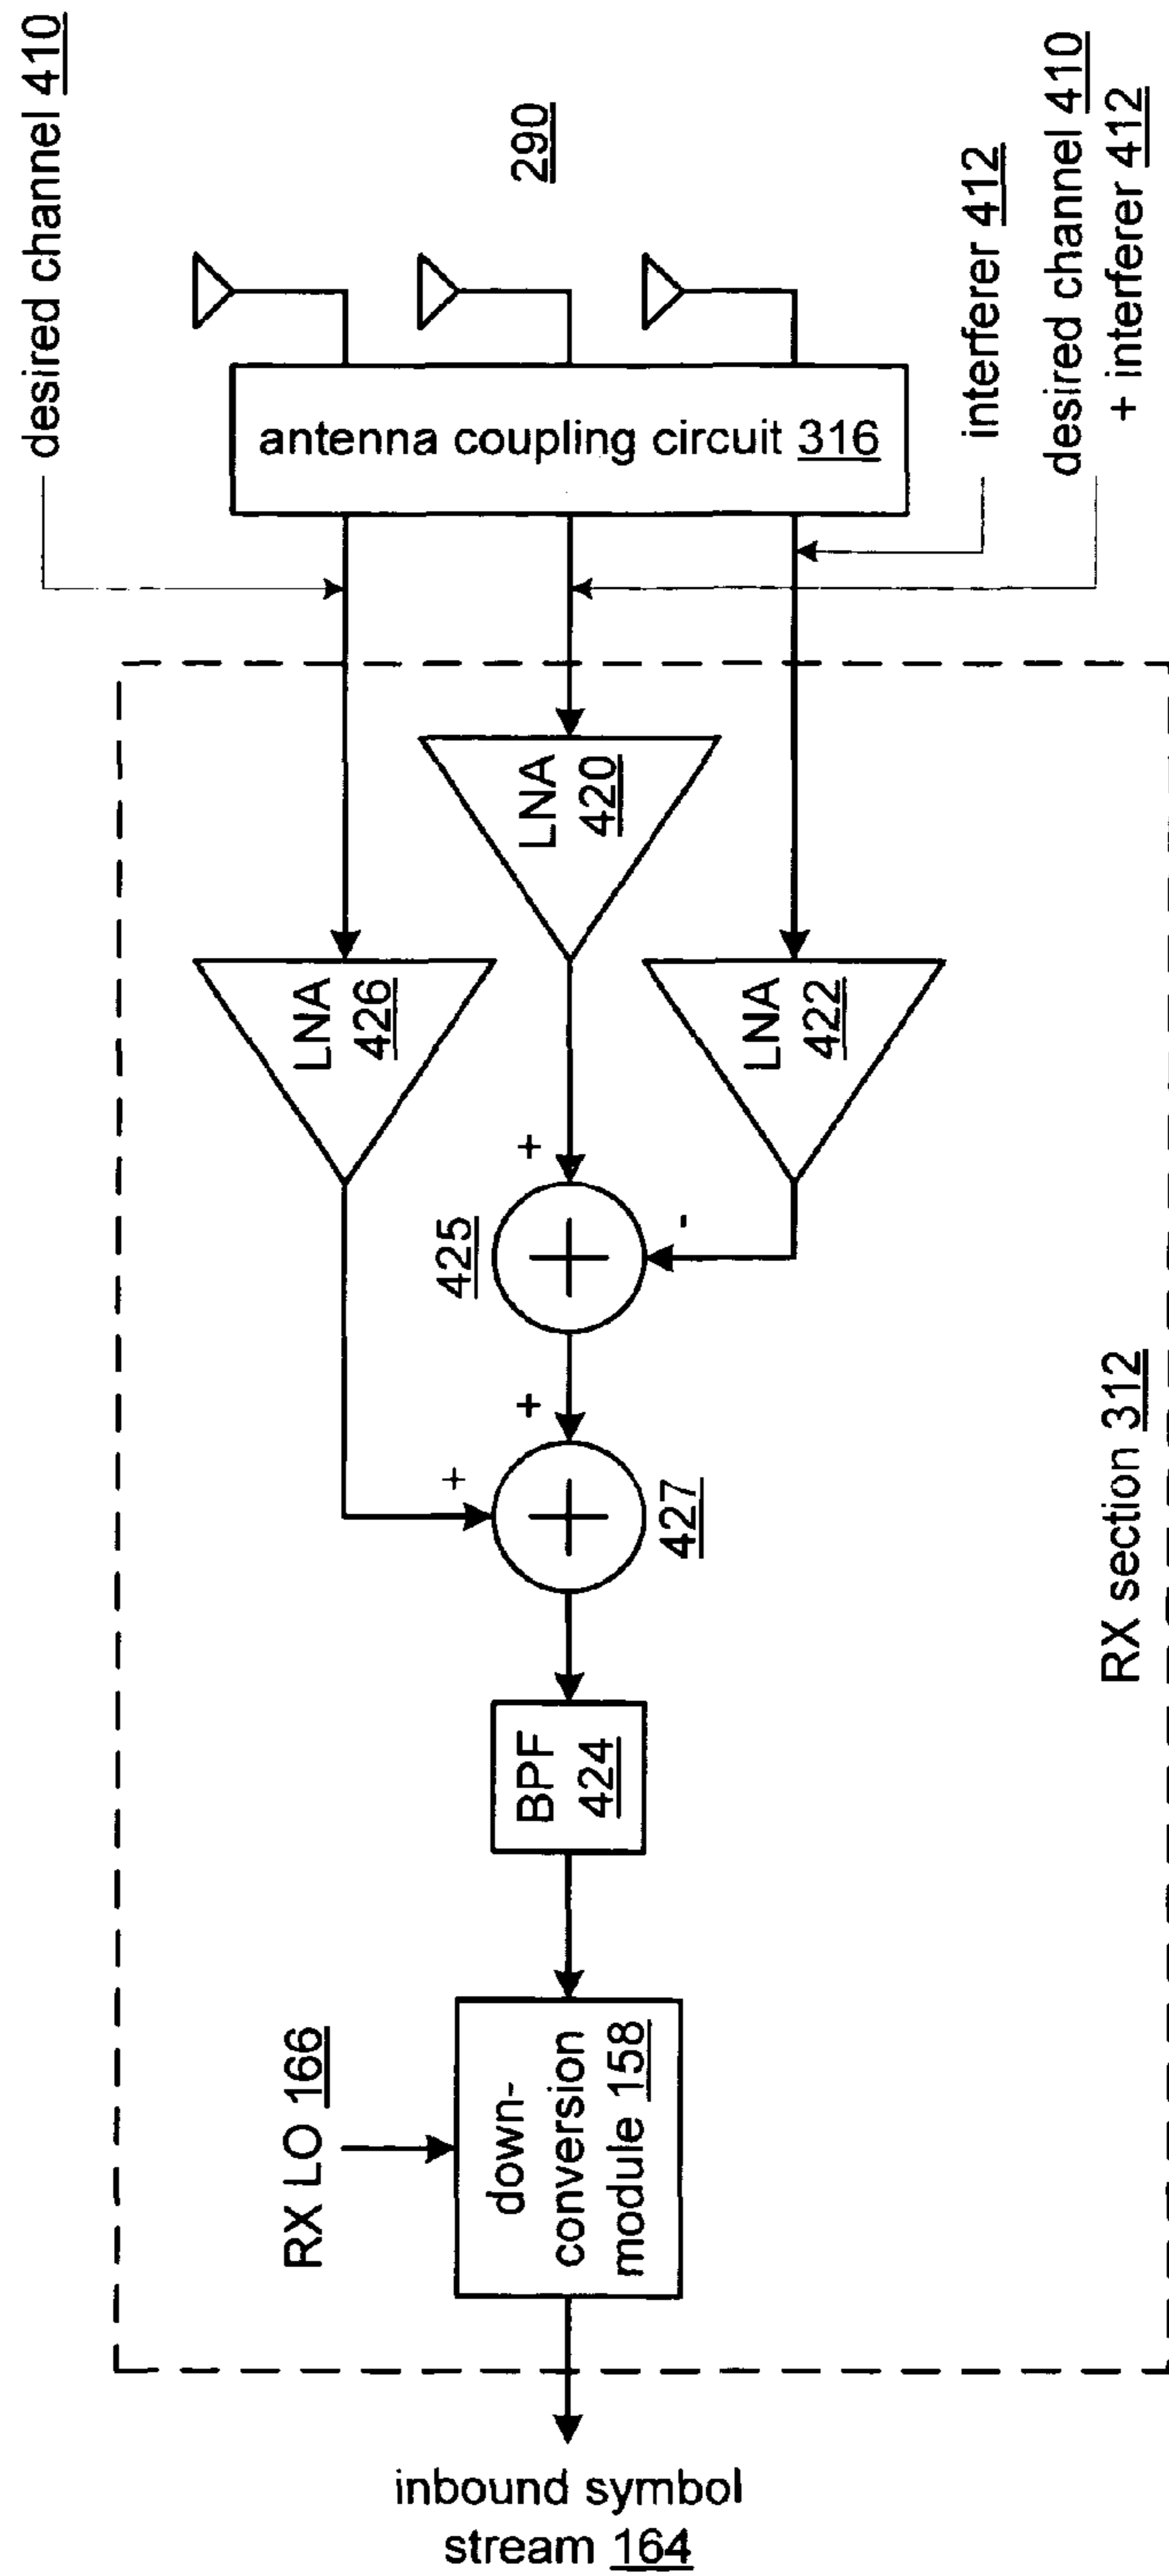 desired channel 410
290
antenna coupling circuit 316
interferer 412
desired channel 410
+ interferer 412
LNA
426
LNA
420
LNA
422
+
-
425
+
+
427
BPF
424
RX LO 166
down-
conversion
module 158
RX section 312
inbound symbol
stream 164